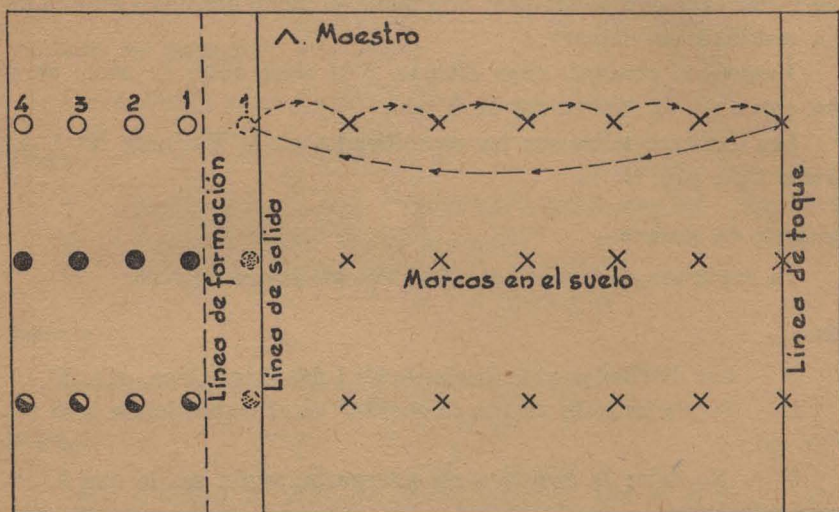 Λ. Maestro
4 3 2 1 1
Línea de formación
Línea de salida
Marcas en el suelo
Línea de toque